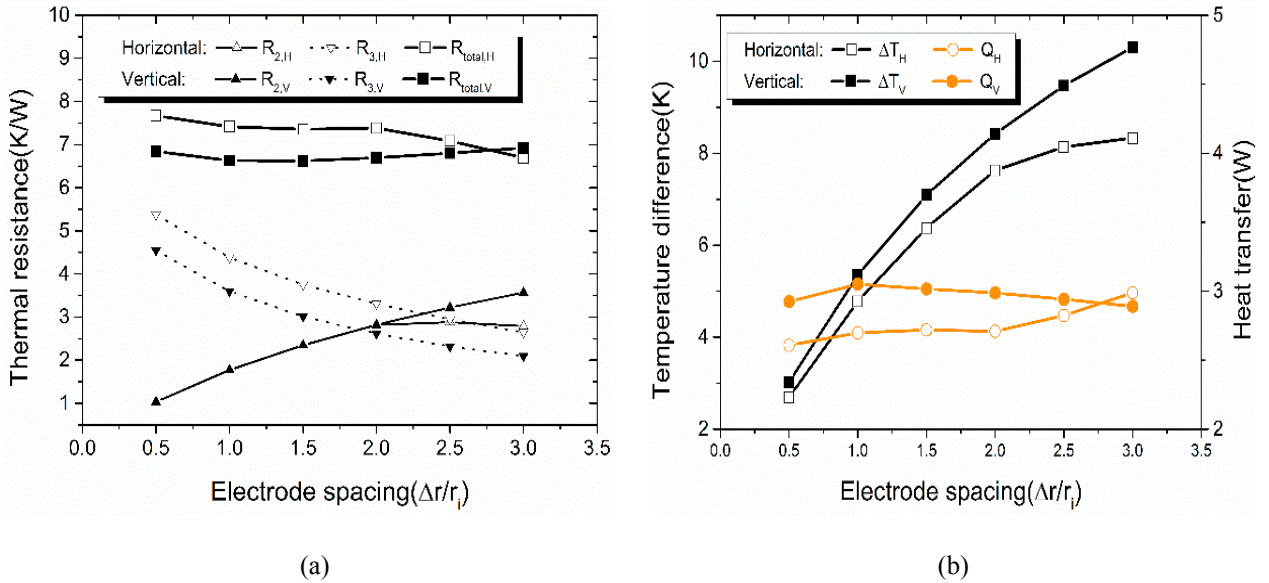 10
9
8
7
6
5
4
3
2
1
Thermal resistance(K/W)
Horizontal: R2,H R3,H Rtotal,H
Vertical: R2,V R3,V Rtotal,V
0.0 0.5 1.0 1.5 2.0 2.5 3.0 3.5
Electrode spacing(Δr/ri)
(a)
10
8
6
4
2
Temperature difference(K)
Horizontal: ΔTH QH
Vertical: ΔTV QV
5
4
3
2
Heat transfer(W)
0.0 0.5 1.0 1.5 2.0 2.5 3.0 3.5
Electrode spacing(Δr/ri)
(b)